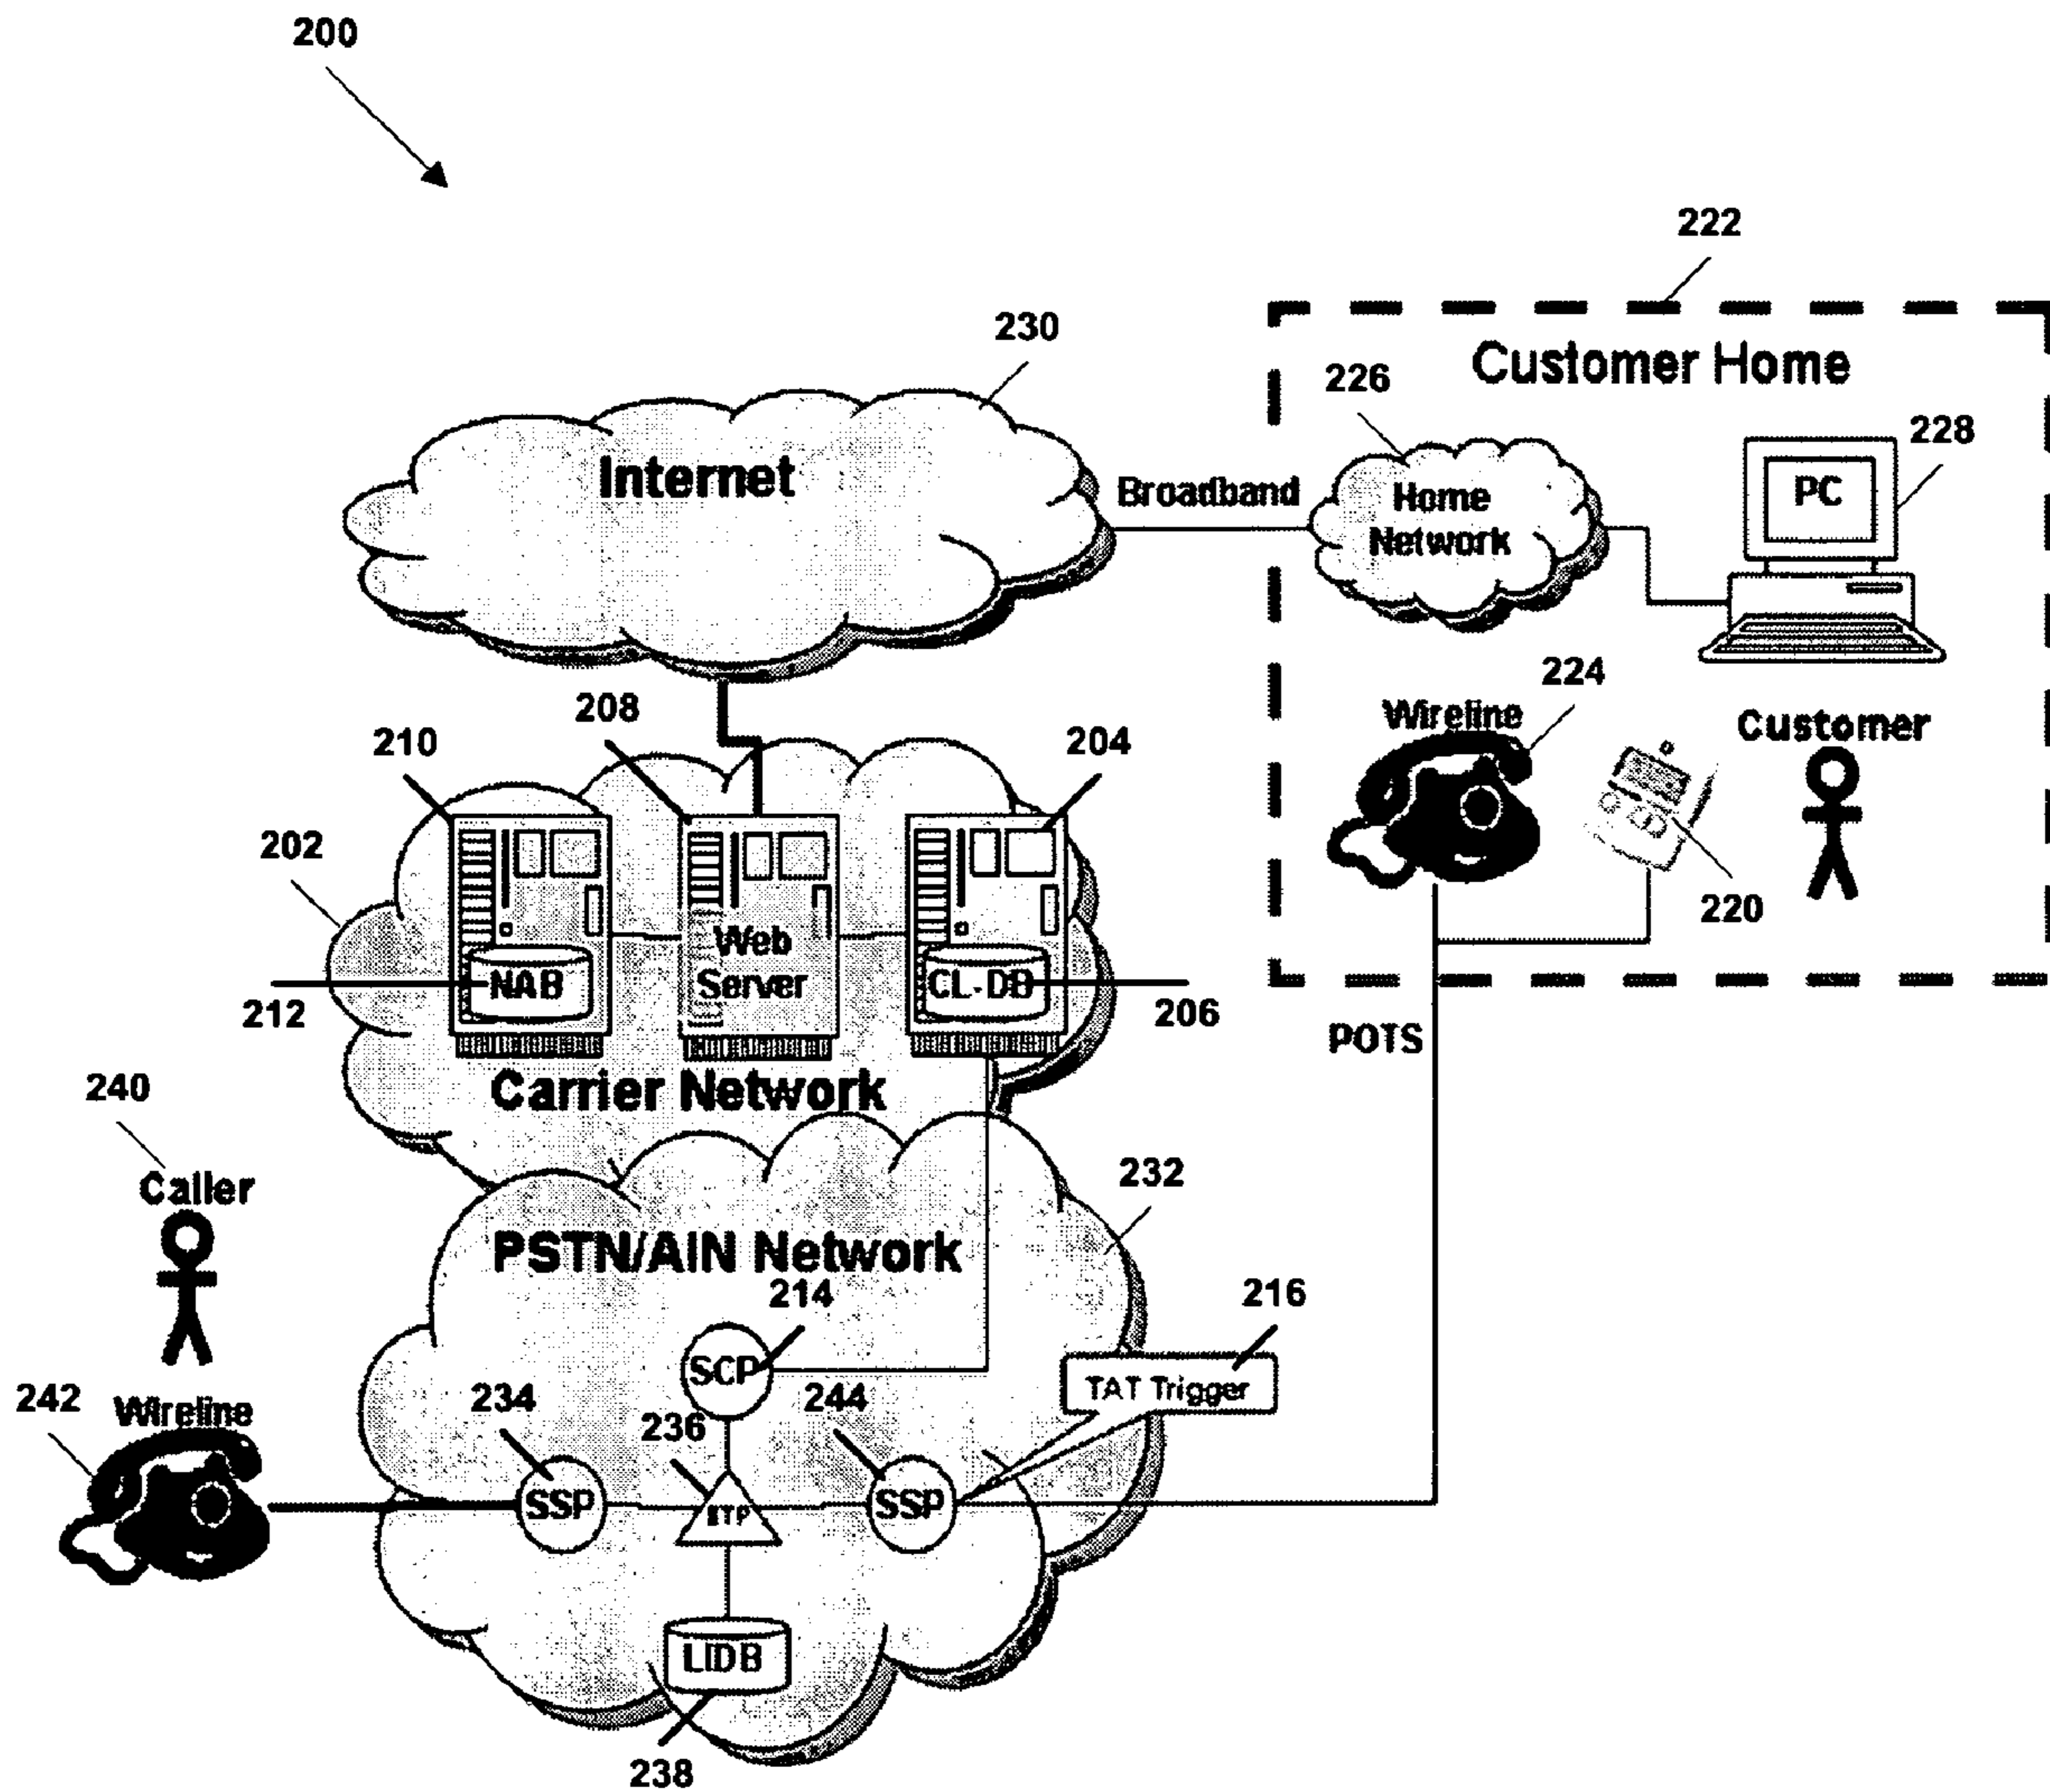 200
222
230
Customer Home
226
228
Internet
Broadband
Home
Network
PC
224
208
Wireline
Customer
210
204
202
220
Web
Server
NAB
CL-DB
212
206
POTS
Carrier Network
240
Caller
232
PSTN/AIN Network
214
216
SCP
TAT Trigger
242
Wireline
234
236
244
SSP
STP
SSP
LIDB
238